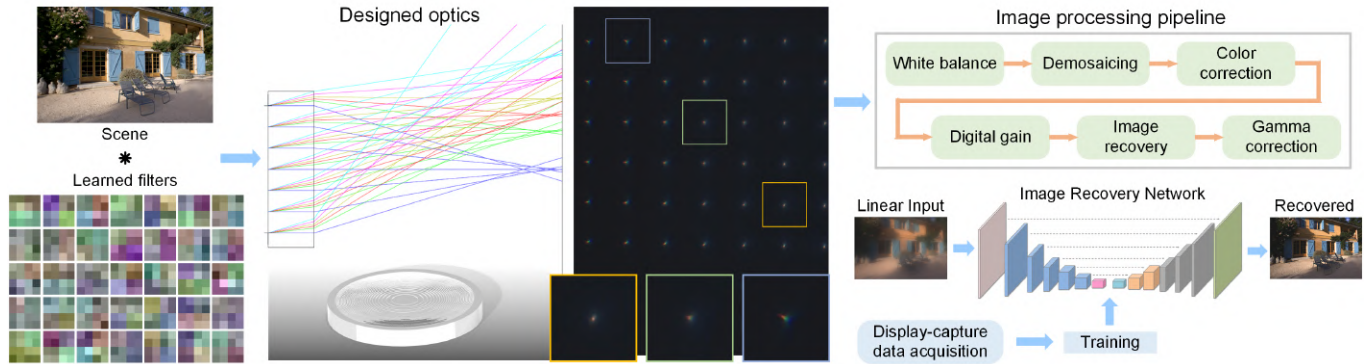 Designed optics
Scene
*
Learned filters
Image processing pipeline
White balance
Demosaicing
Color
correction
Digital gain
Image
recovery
Gamma
correction
Image Recovery Network
Linear Input
Recovered
Display-capture
data acquisition
Training